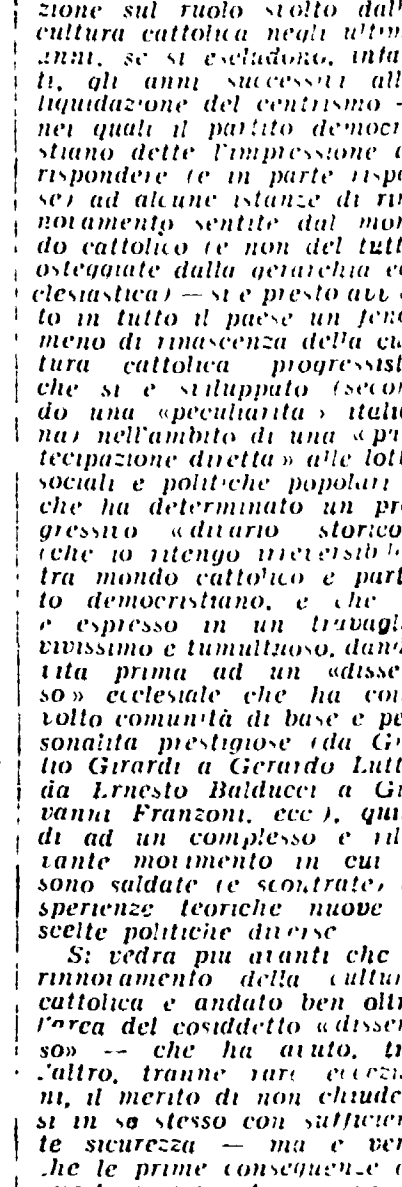 zione sul ruolo svolto dall
cultura cattolica negli ultim
anni, se si escludono, infa
ti, gli anni successivi all
liquidazione del centrismo -
nei quali il partito democri
stiano dette l'impressione d
rispondere (e in parte rispo
se) ad alcune istanze di rin
novamento sentite dal mon
do cattolico (e non del tutt
osteggiate dalla gerarchia ec
clesiastica) — si è presto avv
to in tutto il paese un feno
meno di rinascenza della cu
tura cattolica progressist
che si è sviluppato (secon
do una «peculiarità» italia
na) nell'ambito di una «pa
tecipazione diretta» alle lott
sociali e politiche popolari
che ha determinato un pro
gressivo «divario storico
(che io ritengo irreversibile
tra mondo cattolico e part
to democristiano, e che
è espresso in un travagli
vivissimo e tumultuoso, dand
vita prima ad un «dissen
so» ecclesiale che ha coin
volto comunità di base e pe
sonalità prestigiose (da Gi
lio Girardi a Gerardo Lutt
da Ernesto Balducci a Gi
vanni Franzoni, ecc), quin
di ad un complesso e rile
vante movimento in cui
sono saldate (e scontrate) e
sperienze teoriche nuove
scelte politiche diverse
Si vedrà più avanti che
rinnovamento della cultur
cattolica è andato ben oltr
l'area del cosiddetto «dissen
so» -- che ha avuto, tr
l'altro, tranne rare eccezio
ni, il merito di non chiude
si in se stesso con sufficien
te sicurezza — ma è ver
che le prime conseguenze d